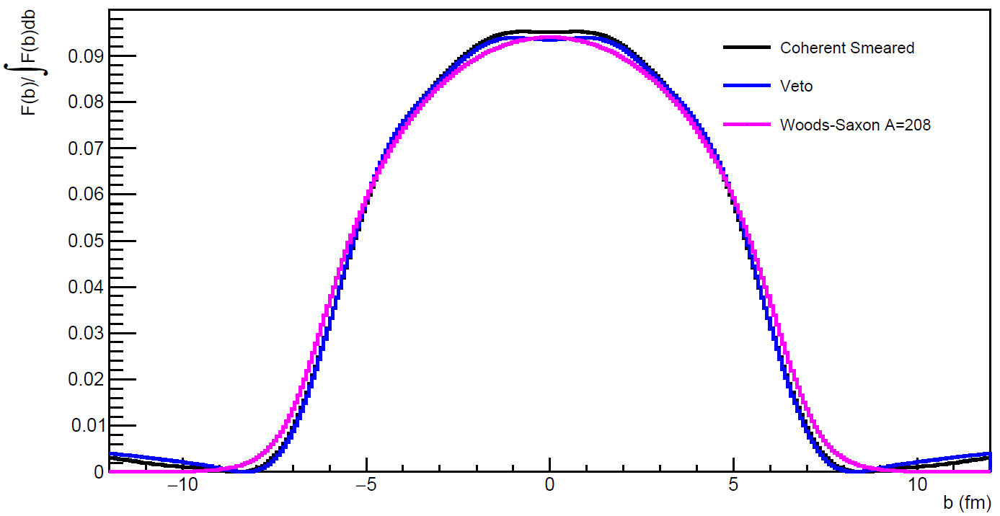 F(b)/∫F(b)db
0.09
0.08
0.07
0.06
0.05
0.04
0.03
0.02
0.01
0
Coherent Smeared
Veto
Woods-Saxon A=208
−10 −5 0 5 10
b (fm)